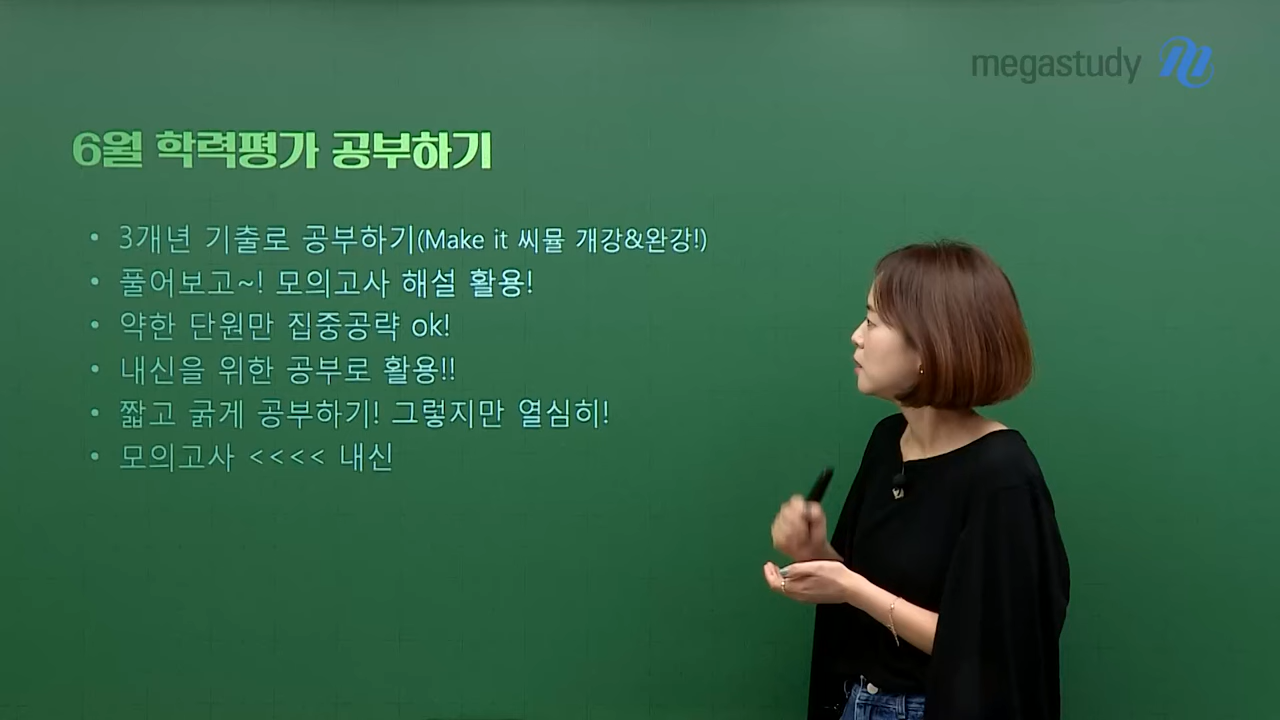 megastudy
6월 학력평가 공부하기
• 3개년 기출로 공부하기(Make it 씨뮬 개강&완강!)
• 풀어보고~! 모의고사 해설 활용!
• 약한 단원만 집중공략 ok!
• 내신을 위한 공부로 활용!!
• 짧고 굵게 공부하기! 그렇지만 열심히!
• 모의고사 <<<< 내신